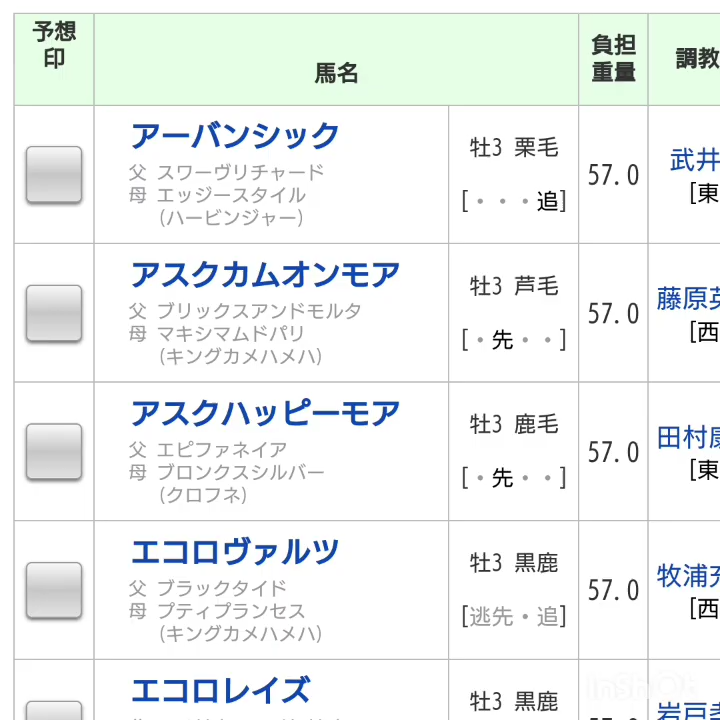 予想
印
馬名
負担
重量
調教
アーバンシック
父 スワーヴリチャード
母 エッジースタイル
(ハービンジャー)
牡3 栗毛
[・・・追]
57.0
武井
[東
アスクカムオンモア
父 ブリックスアンドモルタ
母 マキシマムドパリ
(キングカメハメハ)
牡3 芦毛
[・先・・]
57.0
藤原英
[西
アスクハッピーモア
父 エピファネイア
母 ブロンクスシルバー
(クロフネ)
牡3 鹿毛
[・先・・]
57.0
田村康
[東
エコロヴァルツ
父 ブラックタイド
母 プティプランセス
(キングカメハメハ)
牡3 黒鹿
[逃先・追]
57.0
牧浦充
[西
エコロレイズ
牡3 黒鹿
InShOt
岩戸孝